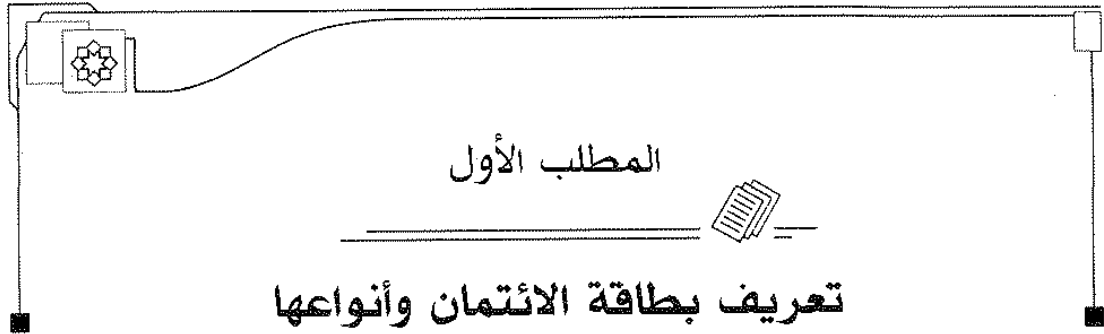 المطلب الأول
تعريف بطاقة الائتمان وأنواعها